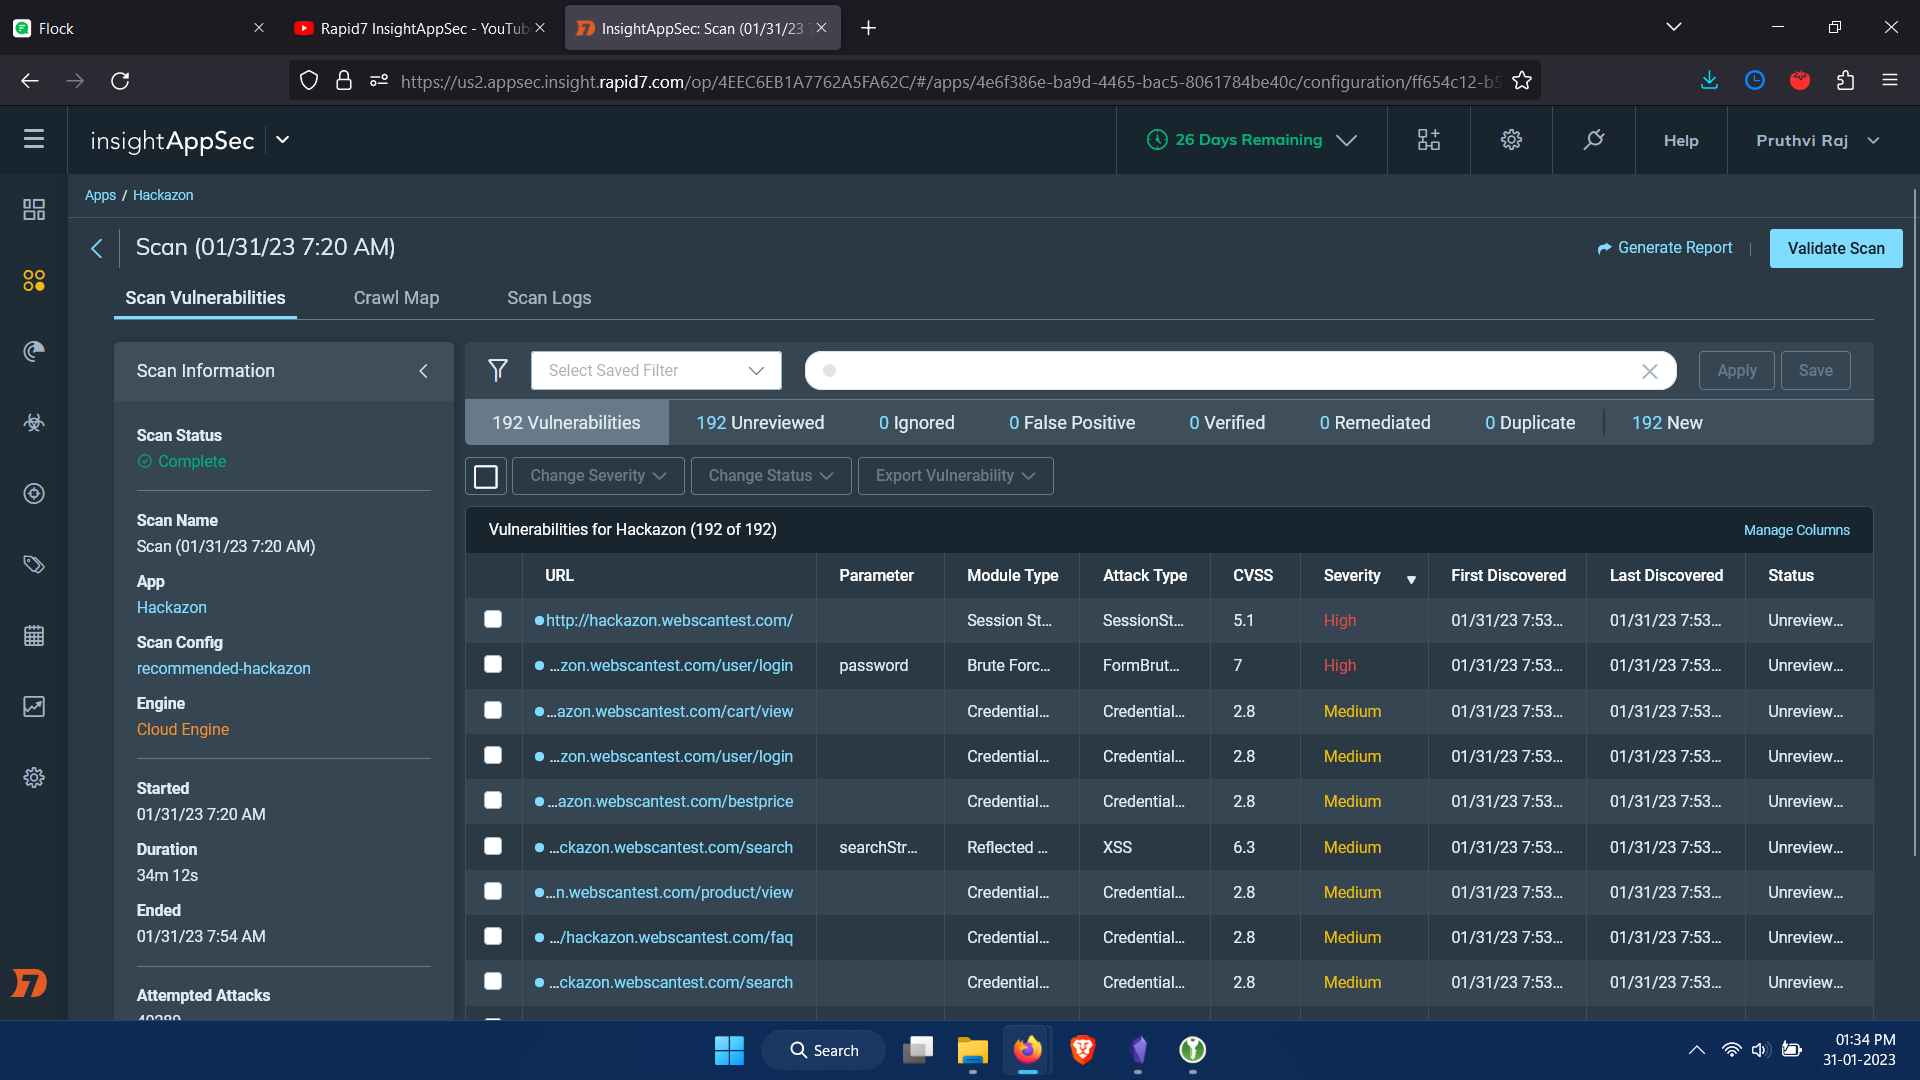 Flock
Rapid7 InsightAppSec - YouTub
InsightAppSec: Scan (01/31/23 7
https://us2.appsec.insight.rapid7.com/op/4EEC6EB1A7762A5FA62C/#/apps/4e6f386e-ba9d-4465-bac5-8061784be40c/configuration/ff654c12-b5
insightAppSec
26 Days Remaining
Help
Pruthvi Raj
Apps / Hackazon
Scan (01/31/23 7:20 AM)
Generate Report
Validate Scan
Scan Vulnerabilities
Crawl Map
Scan Logs
Scan Information
Scan Status
Complete
Scan Name
Scan (01/31/23 7:20 AM)
App
Hackazon
Scan Config
recommended-hackazon
Engine
Cloud Engine
Started
01/31/23 7:20 AM
Duration
34m 12s
Ended
01/31/23 7:54 AM
Attempted Attacks
Select Saved Filter
Apply
Save
192 Vulnerabilities 192 Unreviewed 0 Ignored 0 False Positive 0 Verified 0 Remediated 0 Duplicate 192 New
Change Severity Change Status Export Vulnerability
Vulnerabilities for Hackazon (192 of 192)
Manage Columns
URL Parameter Module Type Attack Type CVSS Severity First Discovered Last Discovered Status
http://hackazon.webscantest.com/ Session St... SessionSt... 5.1 High 01/31/23 7:53... 01/31/23 7:53... Unreview...
...zon.webscantest.com/user/login password Brute Forc... FormBrut... 7 High 01/31/23 7:53... 01/31/23 7:53... Unreview...
...azon.webscantest.com/cart/view Credential... Credential... 2.8 Medium 01/31/23 7:53... 01/31/23 7:53... Unreview...
...zon.webscantest.com/user/login Credential... Credential... 2.8 Medium 01/31/23 7:53... 01/31/23 7:53... Unreview...
...azon.webscantest.com/bestprice Credential... Credential... 2.8 Medium 01/31/23 7:53... 01/31/23 7:53... Unreview...
...ckazon.webscantest.com/search searchStr... Reflected ... XSS 6.3 Medium 01/31/23 7:53... 01/31/23 7:53... Unreview...
...n.webscantest.com/product/view Credential... Credential... 2.8 Medium 01/31/23 7:53... 01/31/23 7:53... Unreview...
.../hackazon.webscantest.com/faq Credential... Credential... 2.8 Medium 01/31/23 7:53... 01/31/23 7:53... Unreview...
...ckazon.webscantest.com/search Credential... Credential... 2.8 Medium 01/31/23 7:53... 01/31/23 7:53... Unreview...
Search
01:34 PM
31-01-2023